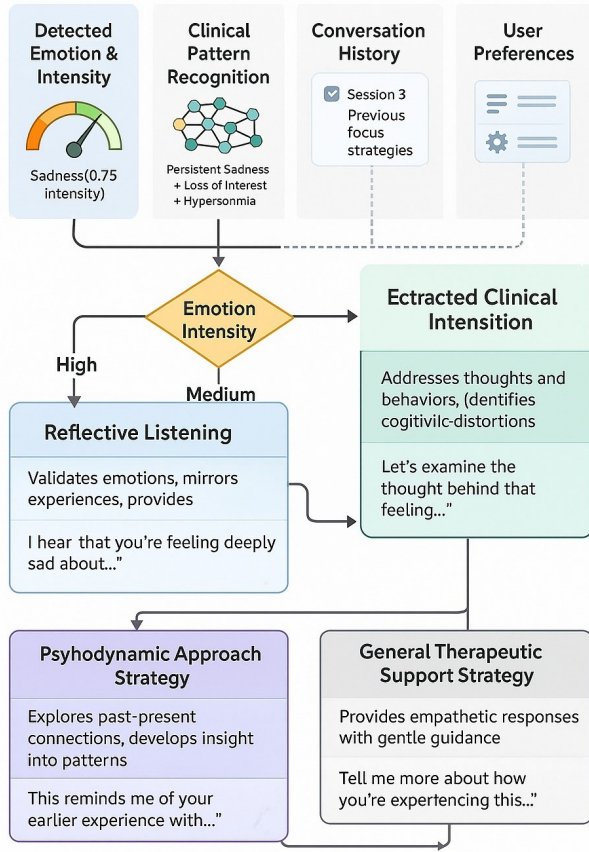 Detected
Emotion &
Intensity
Sadness(0.75
intensity)
Clinical
Pattern
Recognition
Persistent Sadness
+ Loss of Interest
+ Hypersonmia
Conversation
History
Session 3
Previous
focus
strategies
User
Preferences
Emotion
Intensity
High
Medium
Ectracted Clinical
Intensition
Addresses thoughts and
behaviors, (dentifies
cogitivilc-distortions
Let's examine the
thought behind that
feeling..."
Reflective Listening
Validates emotions, mirrors
experiences, provides
I hear that you're feeling deeply
sad about..."
Psyhodynamic Approach
Strategy
Explores past-present
connections, develops insight
into patterns
This reminds me of your
earlier experience with..."
General Therapeutic
Support Strategy
Provides empathetic responses
with gentle guidance
Tell me more about how
you're expertencing this..."